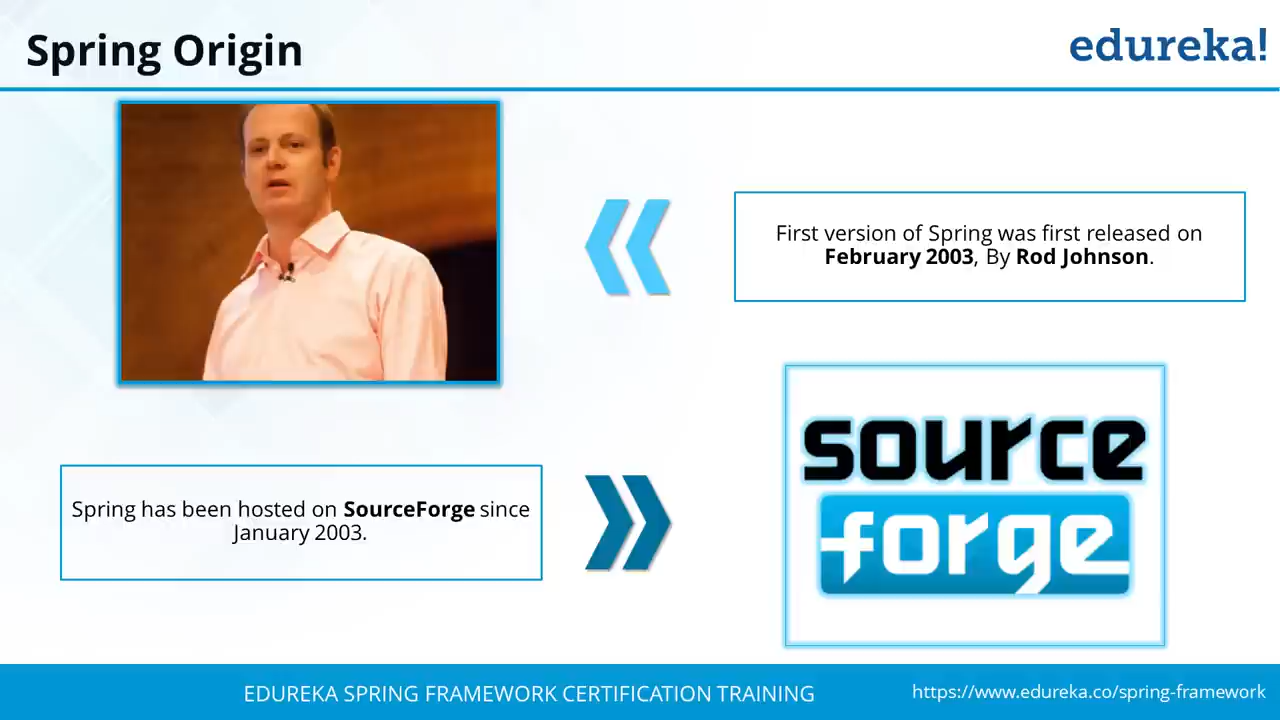 Spring Origin
edureka!
First version of Spring was first released on
February 2003, By Rod Johnson.
source
forge
Spring has been hosted on SourceForge since
January 2003.
EDUREKA SPRING FRAMEWORK CERTIFICATION TRAINING
https://www.edureka.co/spring-framework